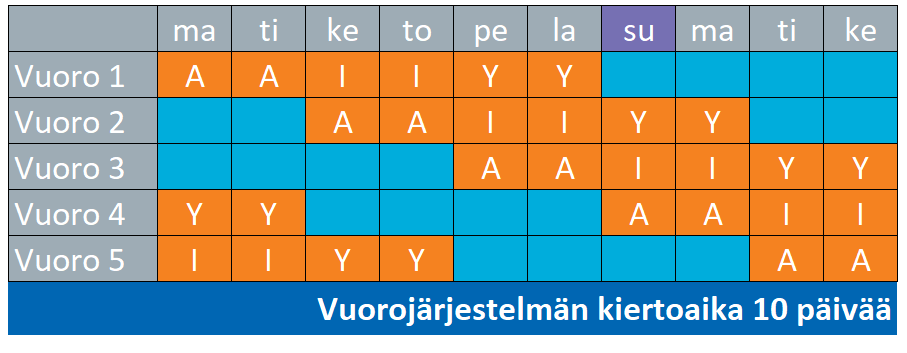 ma ti ke to pe la su ma ti ke
Vuoro 1 A A I I Y Y
Vuoro 2 A A I I Y Y
Vuoro 3 A A I I Y Y
Vuoro 4 Y Y A A I I
Vuoro 5 I I Y Y A A
Vuorojärjestelmän kiertoaika 10 päivää